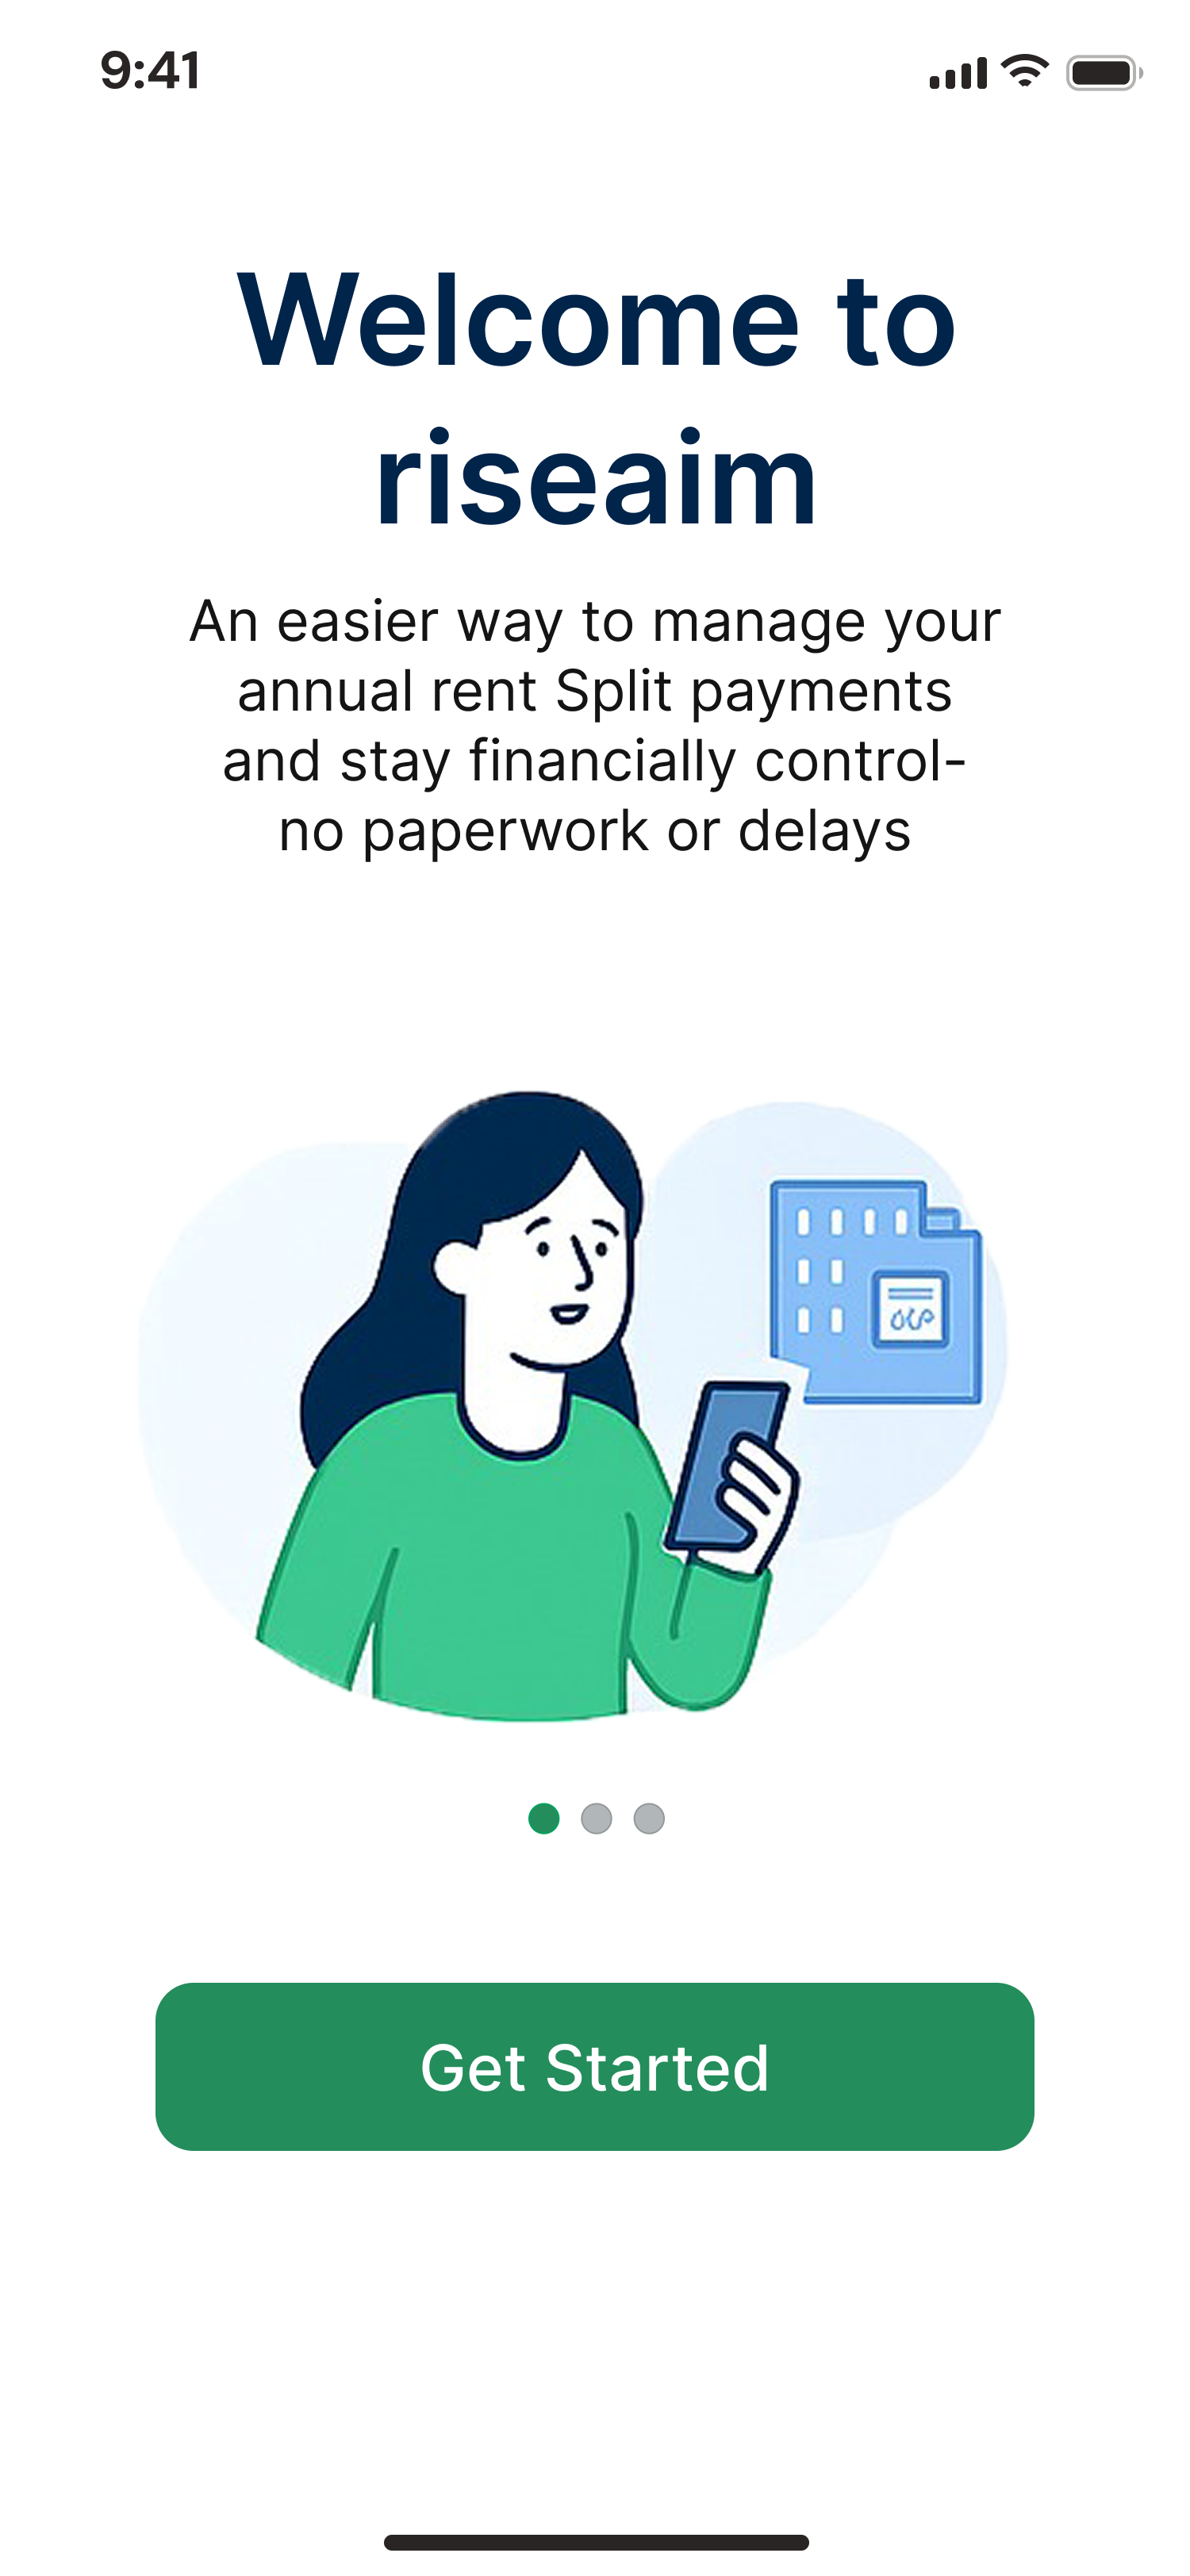 9:41
Welcome to
riseaim
An easier way to manage your
annual rent Split payments
and stay financially control-
no paperwork or delays
Get Started